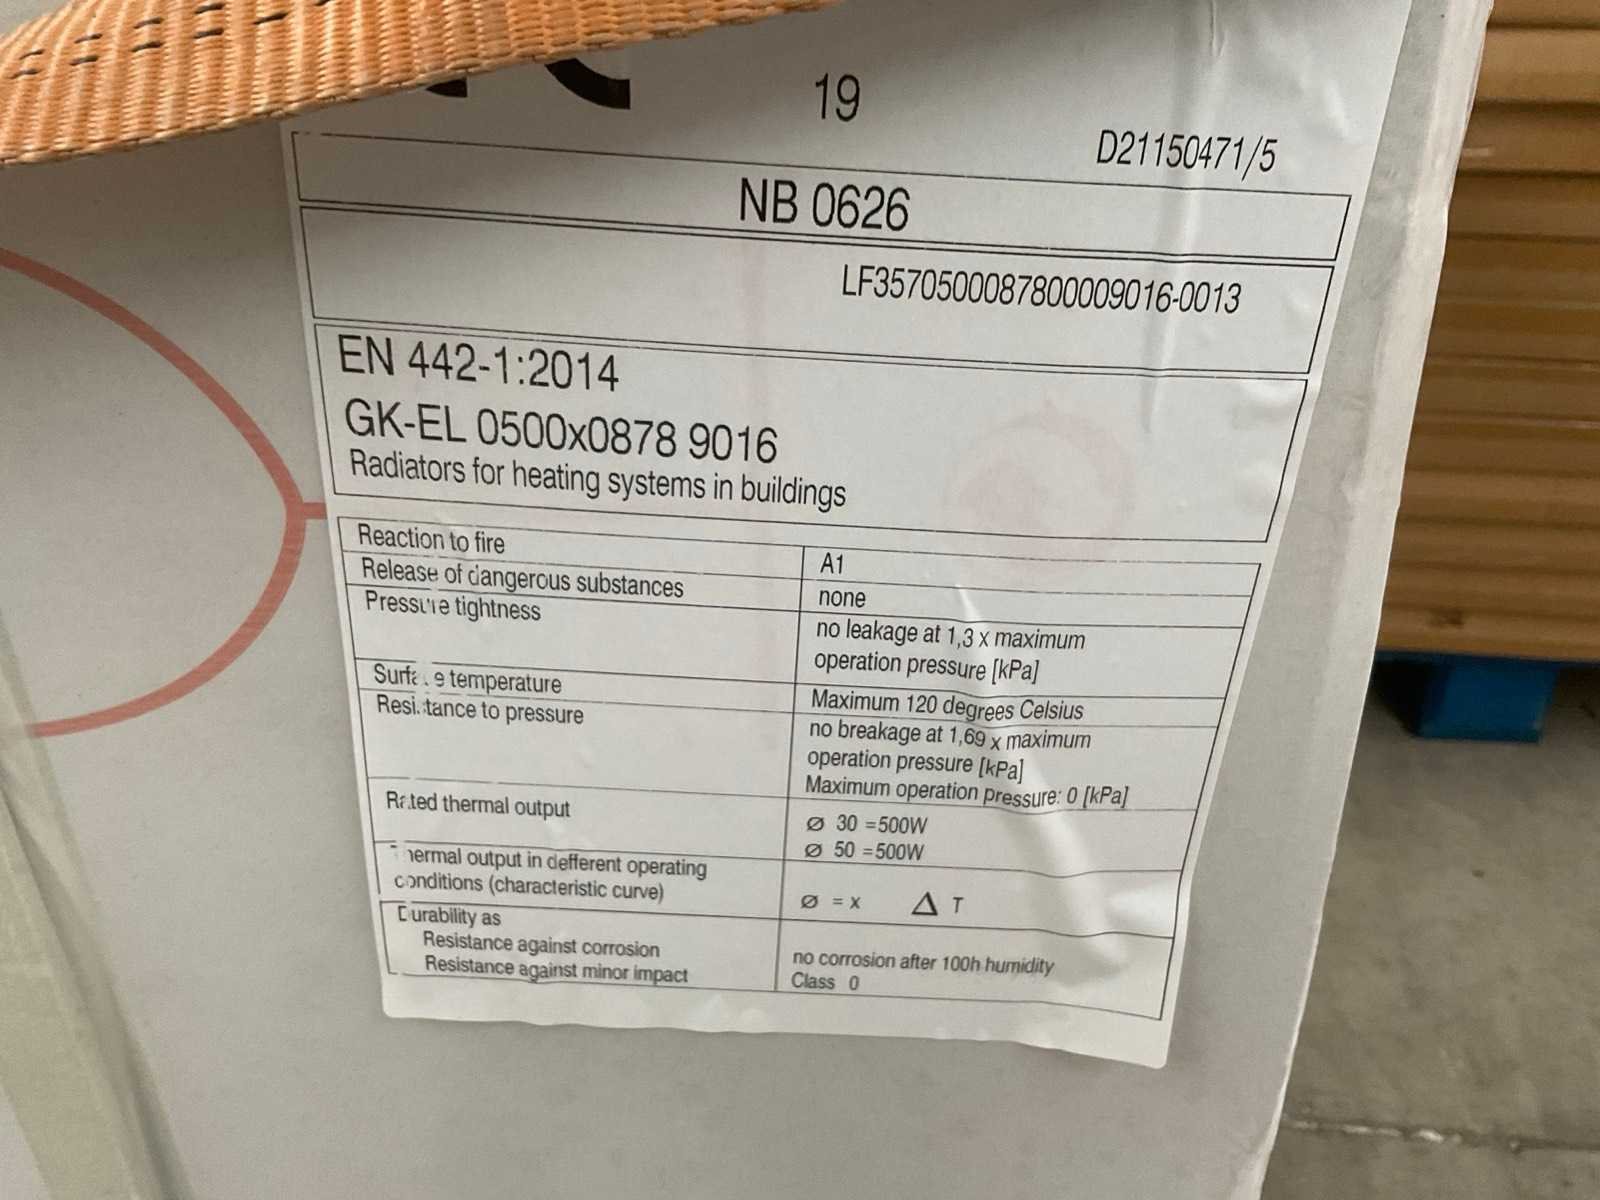 19
D21150471/5
NB 0626
LF3570500087800009016-0013
EN 442-1:2014
GK-EL 0500x0878 9016
Radiators for heating systems in buildings
Reaction to fire A1
Release of dangerous substances none
Pressure tightness no leakage at 1,3 x maximum
operation pressure [kPa]
Surface temperature Maximum 120 degrees Celsius
Resistance to pressure no breakage at 1,69 x maximum
operation pressure [kPa]
Maximum operation pressure: 0 [kPa]
Rated thermal output Ø 30 =500W
Ø 50 =500W
Thermal output in defferent operating
conditions (characteristic curve) Ø = x Δ T
Durability as
Resistance against corrosion no corrosion after 100h humidity
Resistance against minor impact Class 0